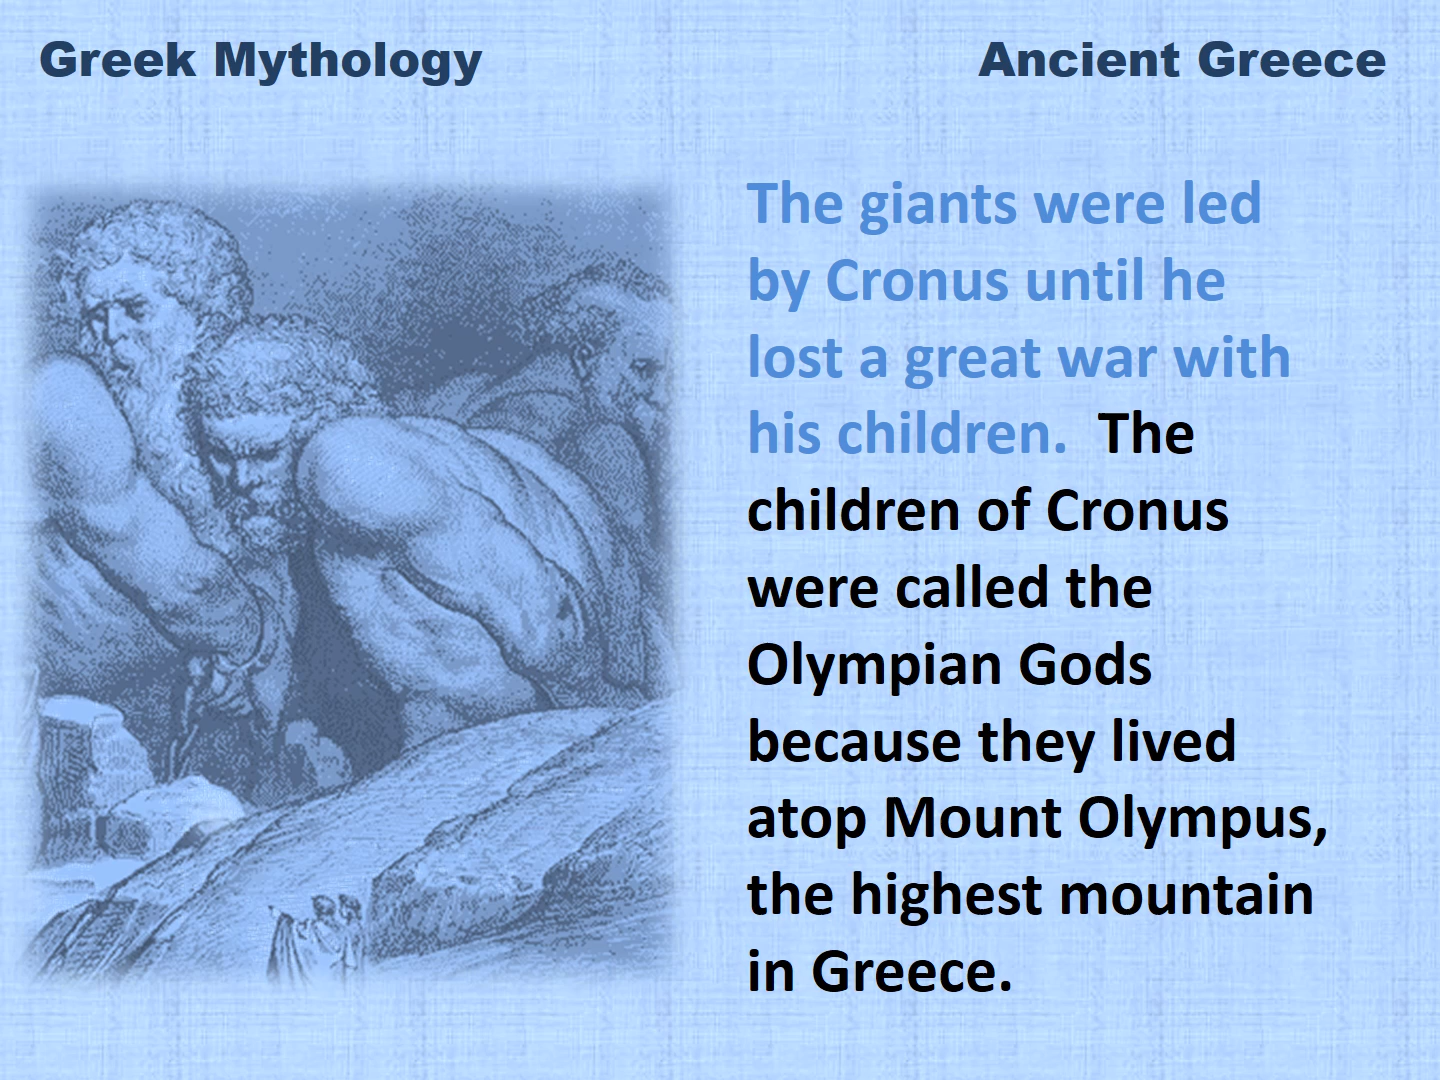 Greek Mythology
Ancient Greece
The giants were led
by Cronus until he
lost a great war with
his children.  The
children of Cronus
were called the
Olympian Gods
because they lived
atop Mount Olympus,
the highest mountain
in Greece.